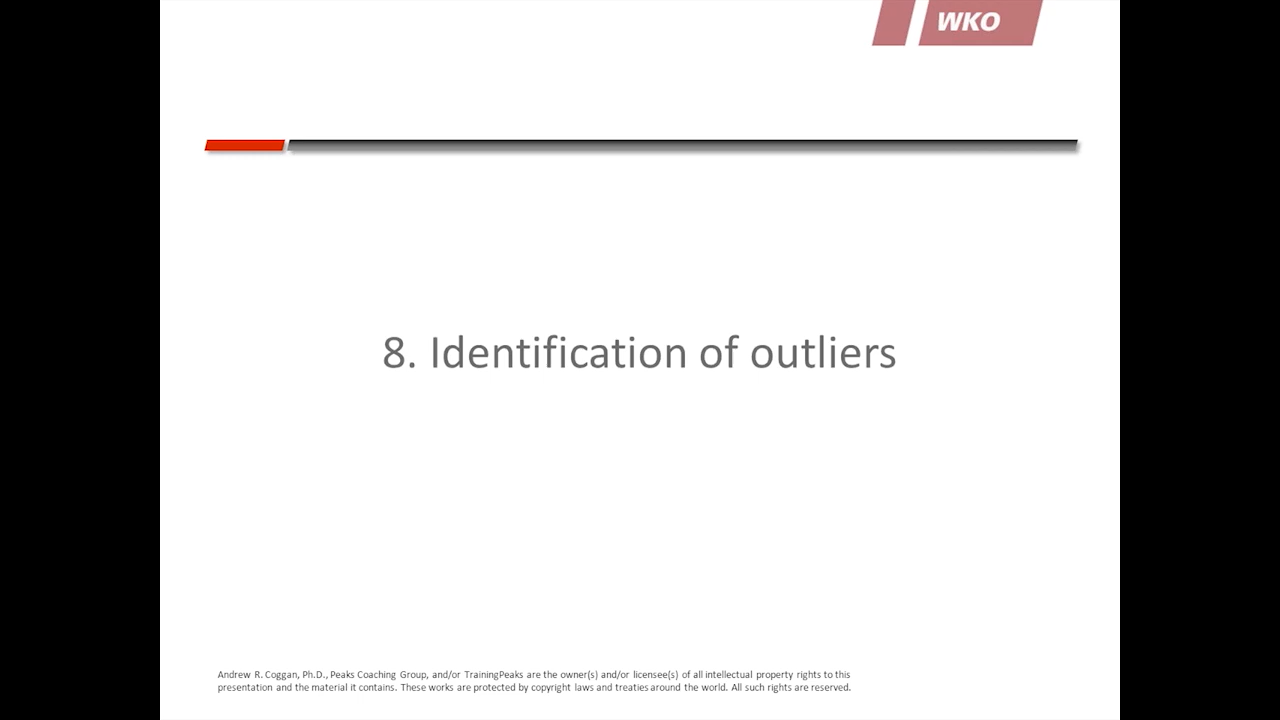 WKO
8. Identification of outliers
Andrew R. Coggan, Ph.D., Peaks Coaching Group, and/or TrainingPeaks are the owner(s) and/or licensee(s) of all intellectual property rights to this
presentation and the material it contains. These works are protected by copyright laws and treaties around the world. All such rights are reserved.